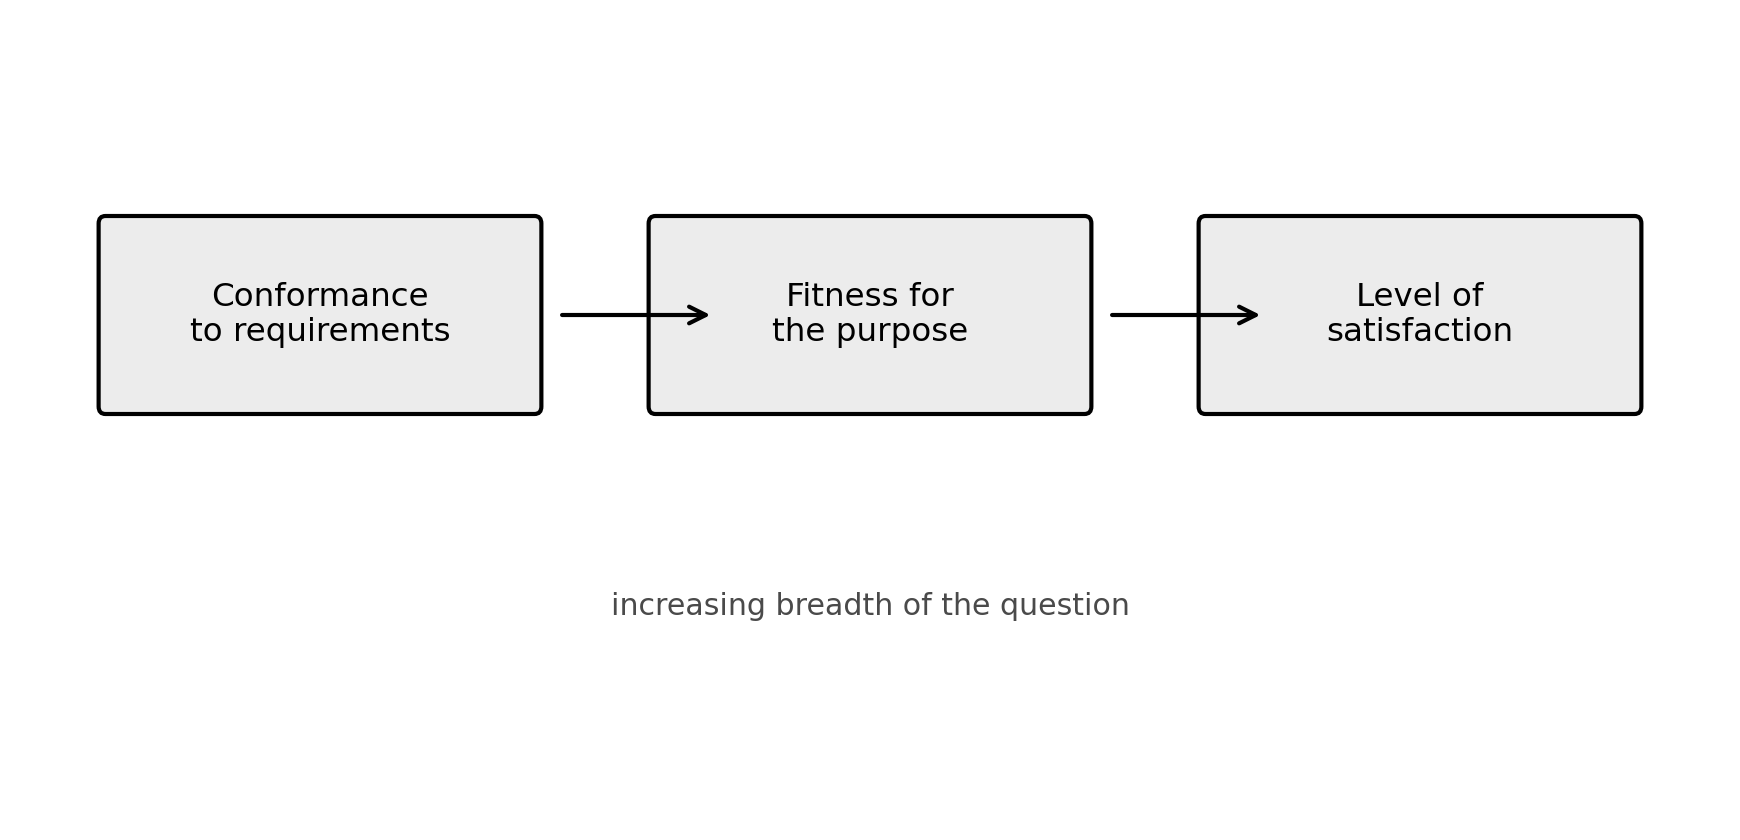 Conformance
to requirements
Fitness for
the purpose
Level of
satisfaction
increasing breadth of the question